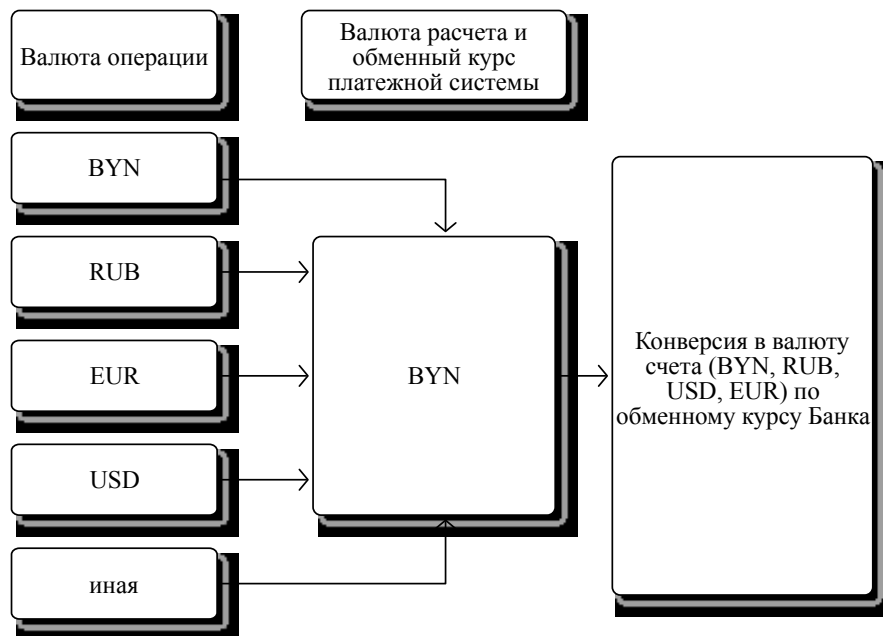 Валюта операции
Валюта расчета и
обменный курс
платежной системы
BYN
RUB
EUR
USD
иная
BYN
Конверсия в валюту
счета (BYN, RUB,
USD, EUR) по
обменному курсу Банка